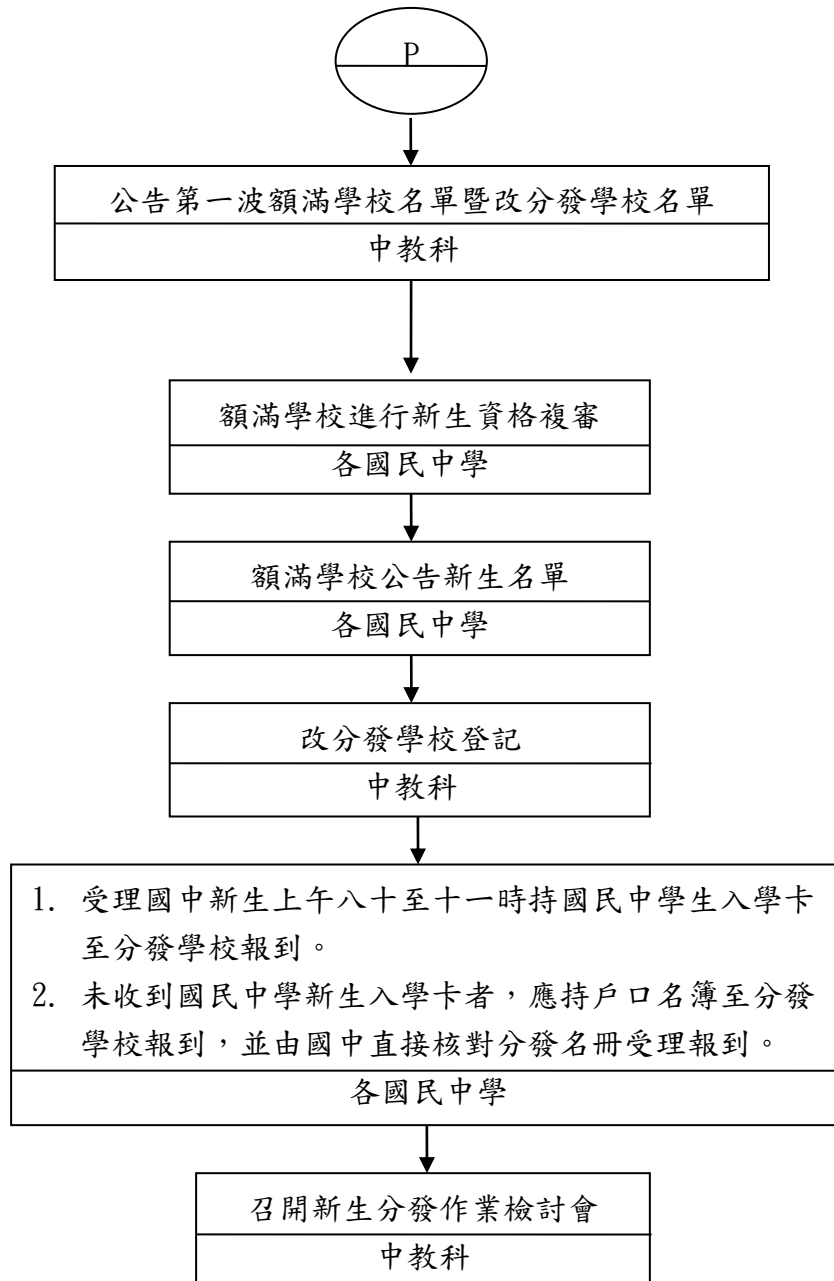 P
公告第一波額滿學校名單暨改分發學校名單
中教科
額滿學校進行新生資格複審
各國民中學
額滿學校公告新生名單
各國民中學
改分發學校登記
中教科
1. 受理國中新生上午八十至十一時持國民中學生入學卡
至分發學校報到。
2. 未收到國民中學新生入學卡者，應持戶口名簿至分發
學校報到，並由國中直接核對分發名冊受理報到。
各國民中學
召開新生分發作業檢討會
中教科